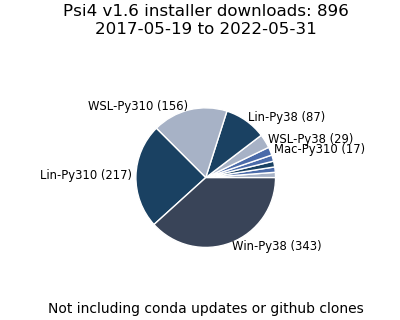 Psi4 v1.6 installer downloads: 896
2017-05-19 to 2022-05-31
WSL-Py310 (156)
Lin-Py38 (87)
WSL-Py38 (29)
Mac-Py310 (17)
Lin-Py310 (217)
Win-Py38 (343)
Not including conda updates or github clones